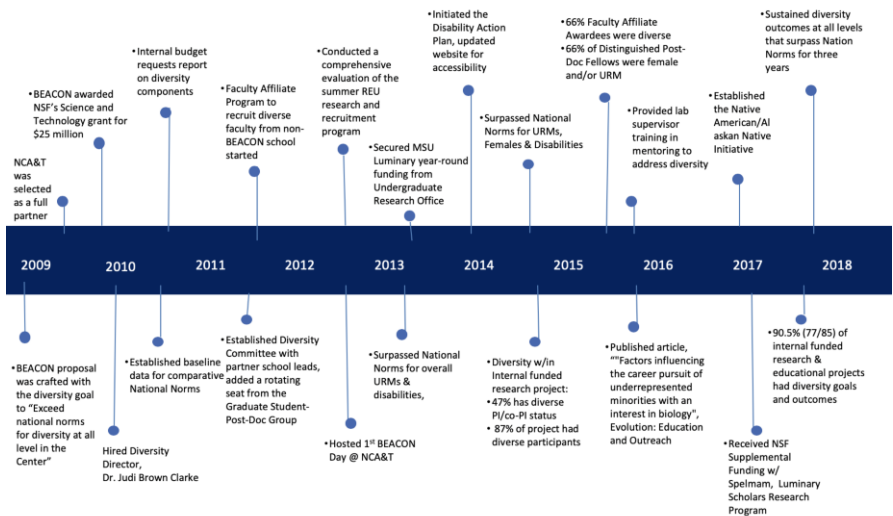 NCA&T
was
selected
as a full
partner
•BEACON awarded
NSF's Science and
Technology grant for
$25 million
•Internal budget
requests report
on diversity
components
•Faculty Affiliate
Program to
recruit diverse
faculty from non-
BEACON school
started
•Conducted a
comprehensive
evaluation of the
summer REU
research and
recruitment
program
•Secured MSU
Luminary year-round
funding from
Undergraduate
Research Office
•Initiated the
Disability Action
Plan, updated
website for
accessibility
•Surpassed National
Norms for URMs,
Females & Disabilities
•66% Faculty Affiliate
Awardees were diverse
•66% of Distinguished Post-
Doc Fellows were female
and/or URM
•Provided lab
supervisor
training in
mentoring to
address diversity
•Established
the Native
American/Al
askan Native
Initiative
•Sustained diversity
outcomes at all levels
that surpass Nation
Norms for three
years
2009 2010 2011 2012 2013 2014 2015 2016 2017 2018
•BEACON proposal
was crafted with
the diversity goal
to "Exceed
national norms
for diversity at all
level in the
Center"
Hired Diversity
Director,
Dr. Judi Brown Clarke
•Established baseline
data for comparative
National Norms
•Established Diversity
Committee with
partner school leads,
added a rotating
seat from the
Graduate Student-
Post-Doc Group
•Hosted 1st BEACON
Day @ NCA&T
•Surpassed National
Norms for overall
URMs &
disabilities,
•Diversity w/in
Internal funded
research project:
•47% has diverse
PI/co-PI status
• 87% of project had
diverse participants
•Published article,
""Factors influencing
the career pursuit of
underrepresented
minorities with an
interest in biology",
Evolution: Education
and Outreach
•Received NSF
Supplemental
Funding w/
Spelmam, Luminary
Scholars Research
Program
•90.5% (77/85) of
internal funded
research &
educational projects
had diversity goals
and outcomes